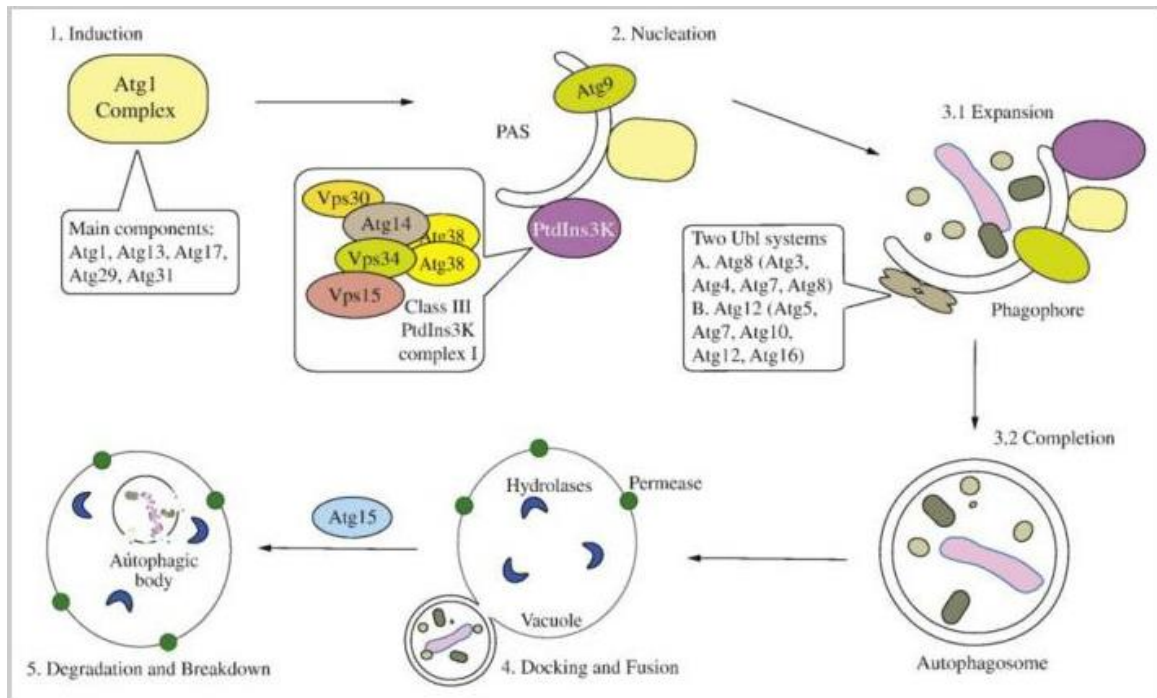 1. Induction
Atg1
Complex
Main components:
Atg1, Atg13, Atg17,
Atg29, Atg31
2. Nucleation
Atg9
PAS
PtdIns3K
Vps30
Atg14
Atg38
Vps34
Atg38
Vps15
Class III
PtdIns3K
complex I
3.1 Expansion
Two Ubl systems
A. Atg8 (Atg3,
Atg4, Atg7, Atg8)
B. Atg12 (Atg5,
Atg7, Atg10,
Atg12, Atg16)
Phagophore
3.2 Completion
Autophagosome
Hydrolases
Permease
Vacuole
4. Docking and Fusion
Atg15
Autophagic
body
5. Degradation and Breakdown